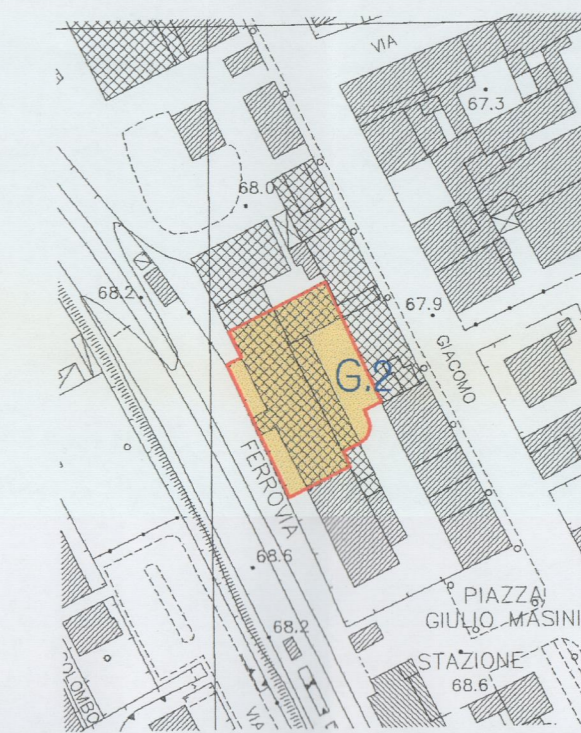 VIA
67.3
68.0
68.2
67.9
GIACOMO
G.2
FERROVIA
68.6
68.2
PIAZZA
GIULIO MASINI
STAZIONE
68.6
OLOMBO
VIA